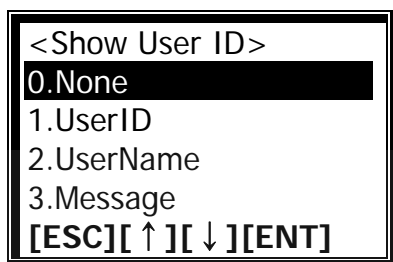 <Show User ID>
0.None
1.UserID
2.UserName
3.Message
[ESC][↑][↓][ENT]